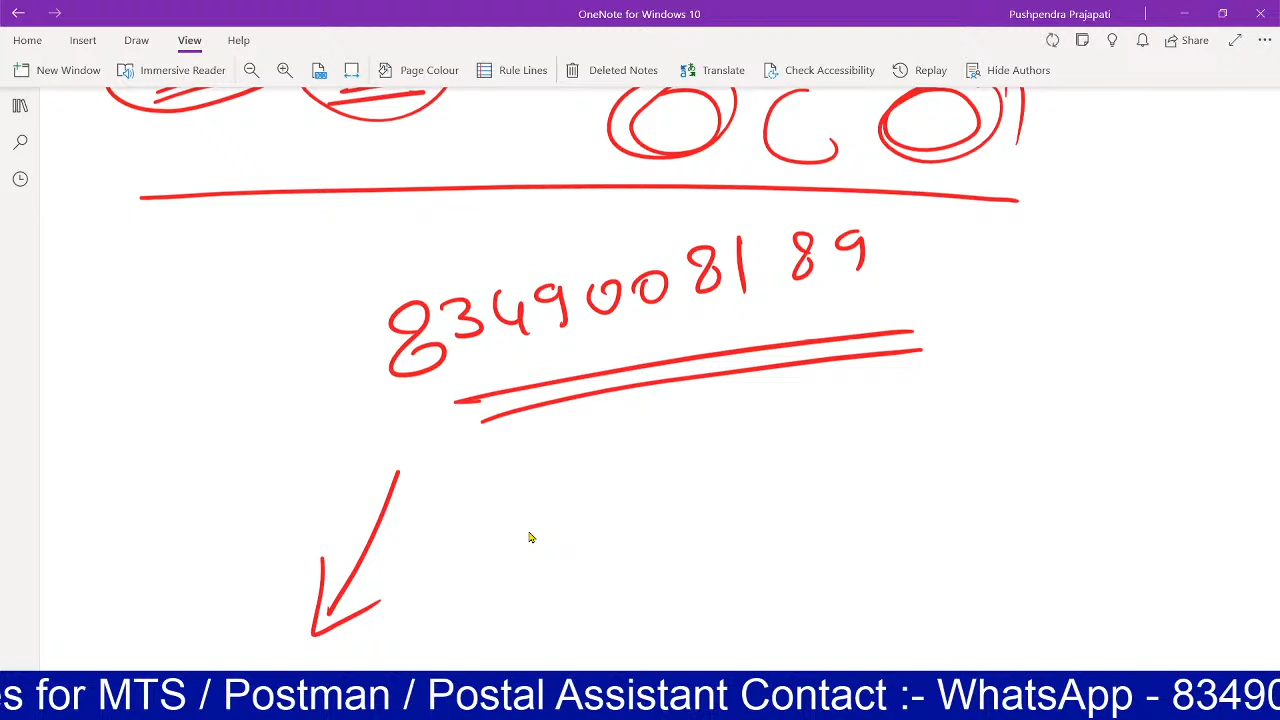 OneNote for Windows 10
Pushpendra Prajapati
Home Insert Draw View Help
Share
New Window Immersive Reader Page Colour Rule Lines Deleted Notes Translate Check Accessibility Replay Hide Authors
8349008189
es for MTS / Postman / Postal Assistant Contact :- WhatsApp - 83490